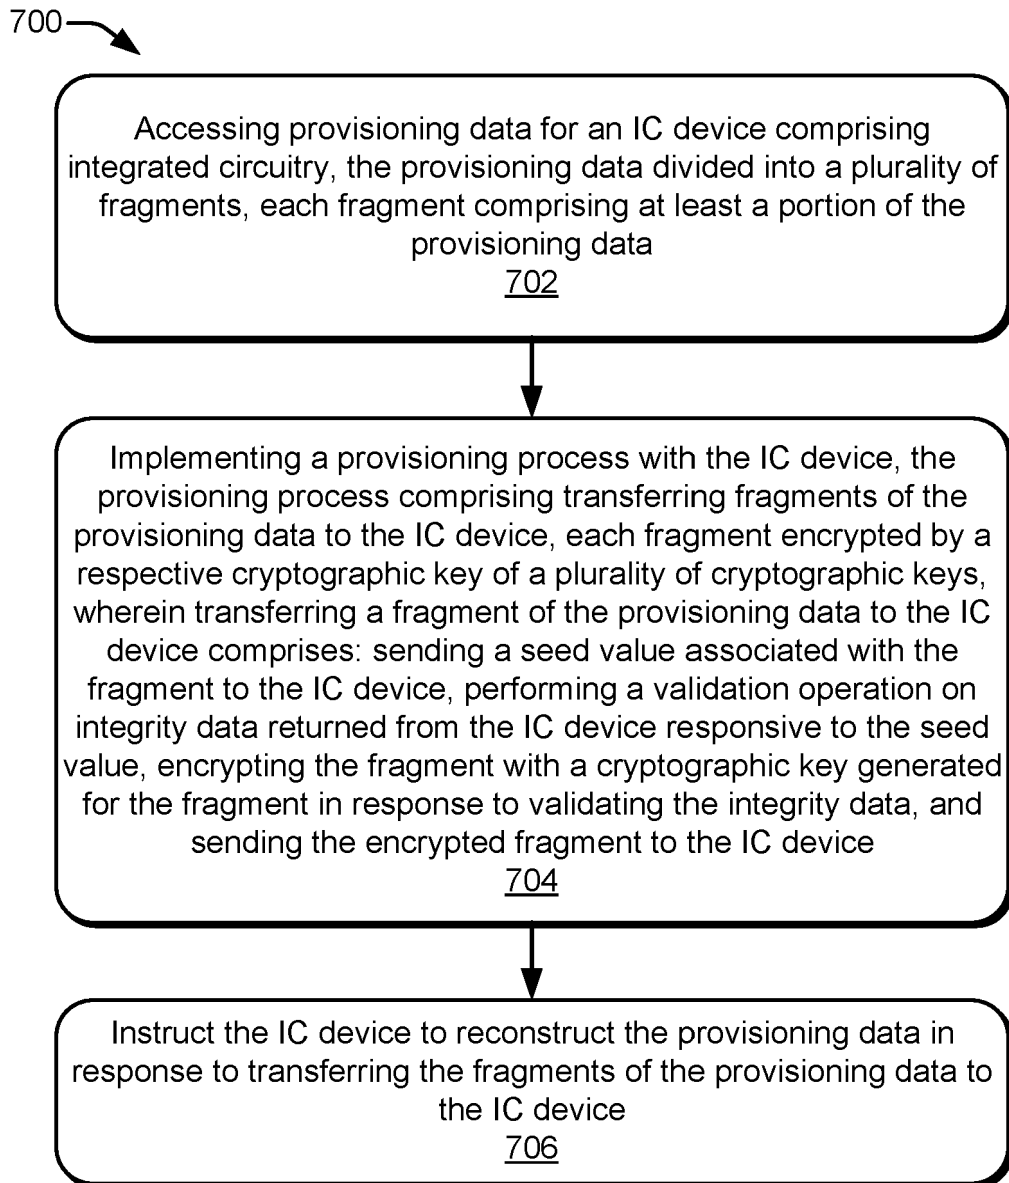 700
Accessing provisioning data for an IC device comprising
integrated circuitry, the provisioning data divided into a plurality of
fragments, each fragment comprising at least a portion of the
provisioning data
702
Implementing a provisioning process with the IC device, the
provisioning process comprising transferring fragments of the
provisioning data to the IC device, each fragment encrypted by a
respective cryptographic key of a plurality of cryptographic keys,
wherein transferring a fragment of the provisioning data to the IC
device comprises: sending a seed value associated with the
fragment to the IC device, performing a validation operation on
integrity data returned from the IC device responsive to the seed
value, encrypting the fragment with a cryptographic key generated
for the fragment in response to validating the integrity data, and
sending the encrypted fragment to the IC device
704
Instruct the IC device to reconstruct the provisioning data in
response to transferring the fragments of the provisioning data to
the IC device
706